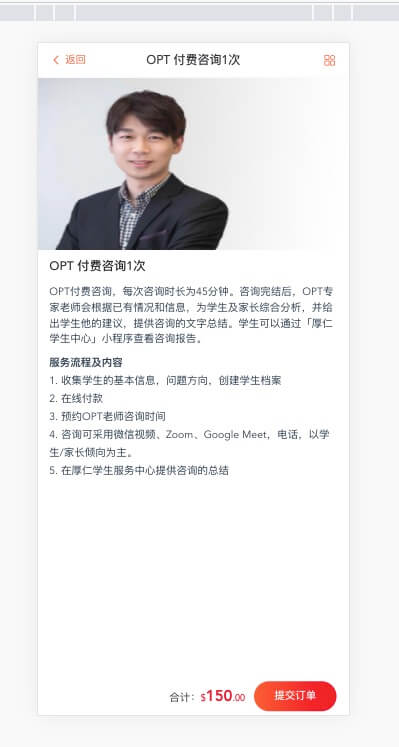 返回
OPT 付费咨询1次
OPT 付费咨询1次
OPT付费咨询，每次咨询时长为45分钟。咨询完结后，OPT专
家老师会根据已有情况和信息，为学生及家长综合分析，并给
出学生他的建议，提供咨询的文字总结。学生可以通过「厚仁
学生中心」小程序查看咨询报告。
服务流程及内容
1. 收集学生的基本信息，问题方向，创建学生档案
2. 在线付款
3. 预约OPT老师咨询时间
4. 咨询可采用微信视频、Zoom、Google Meet，电话，以学
生/家长倾向为主。
5. 在厚仁学生服务中心提供咨询的总结
合计：$150.00
提交订单